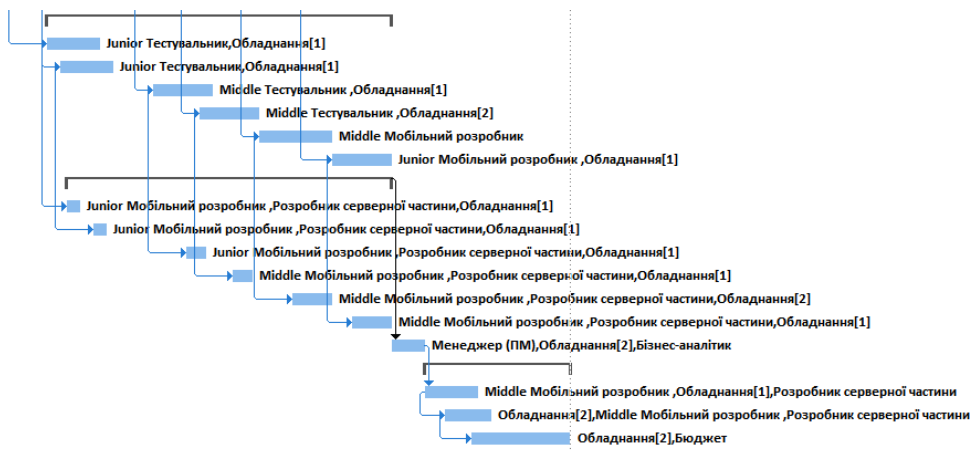 Junior Тестувальник,Обладнання[1]
Junior Тестувальник,Обладнання[1]
Middle Тестувальник ,Обладнання[1]
Middle Тестувальник ,Обладнання[2]
Middle Мобільний розробник
Junior Мобільний розробник ,Обладнання[1]
Junior Мобільний розробник ,Розробник серверної частини,Обладнання[1]
Junior Мобільний розробник ,Розробник серверної частини,Обладнання[1]
Junior Мобільний розробник ,Розробник серверної частини,Обладнання[1]
Middle Мобільний розробник ,Розробник серверної частини,Обладнання[1]
Middle Мобільний розробник ,Розробник серверної частини,Обладнання[2]
Middle Мобільний розробник ,Розробник серверної частини,Обладнання[1]
Менеджер (ПМ),Обладнання[2],Бізнес-аналітик
Middle Мобільний розробник ,Обладнання[1],Розробник серверної частини
Обладнання[2],Middle Мобільний розробник ,Розробник серверної частини
Обладнання[2],Бюджет